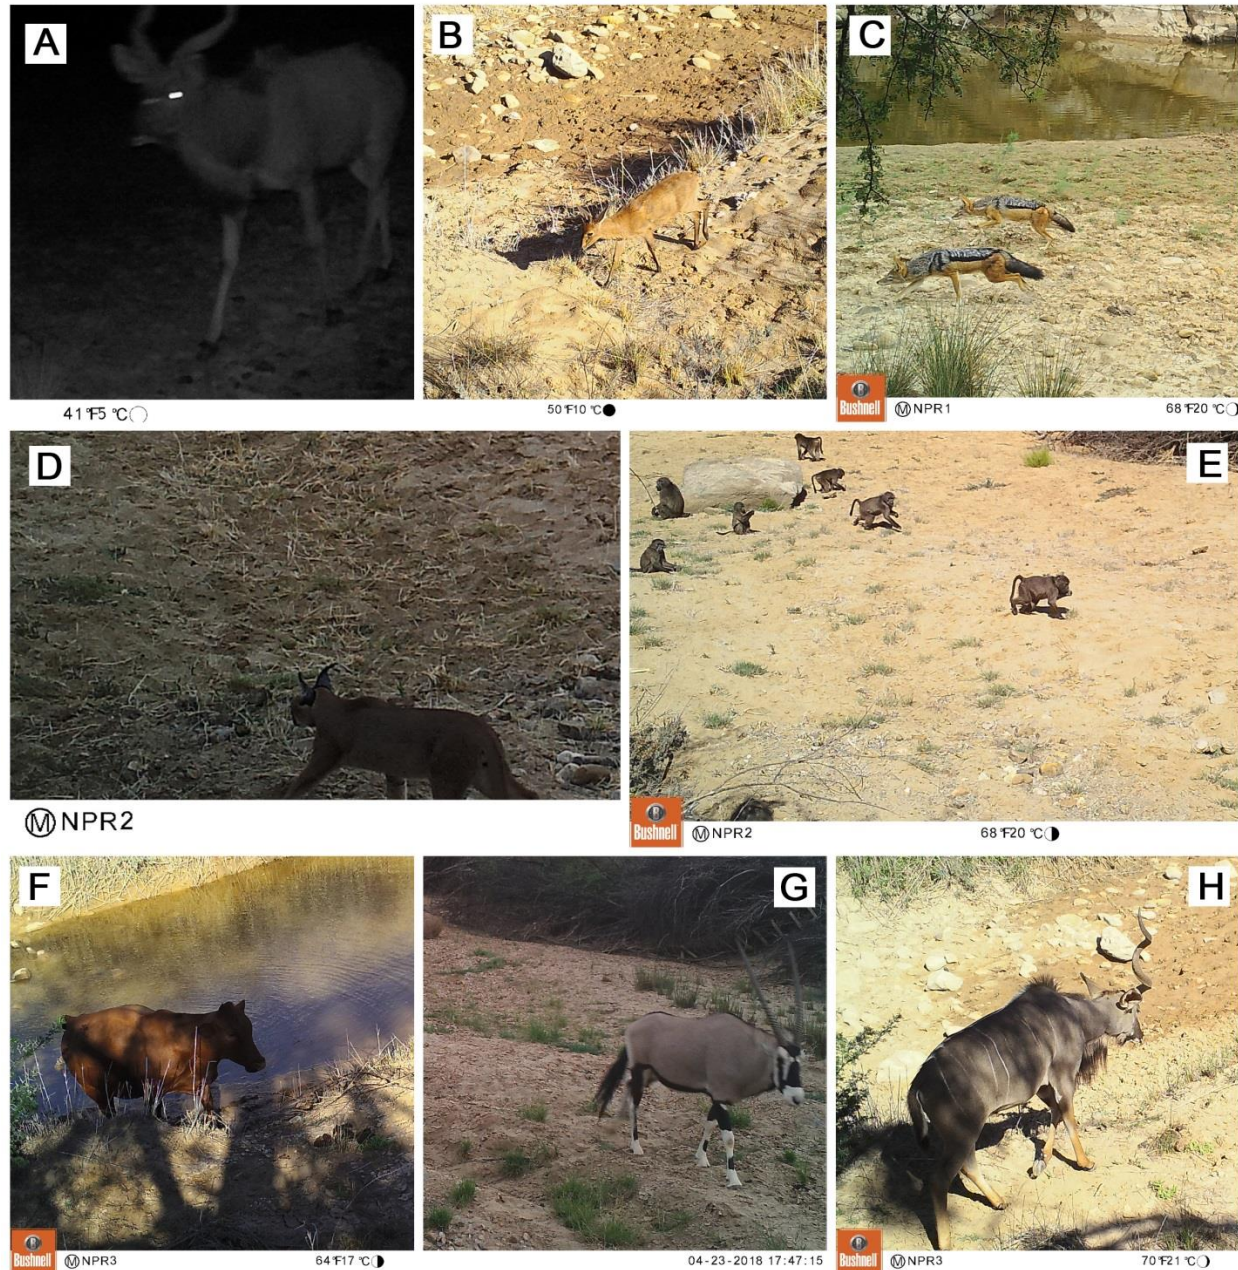 A
B
C
41°F5 °C
50°F10 °C
Bushnell
Ⓜ NPR1
68°F20 °C
D
E
Ⓜ NPR2
Bushnell
Ⓜ NPR2
68°F20 °C
F
G
H
Bushnell
Ⓜ NPR3
64°F17 °C
04-23-2018 17:47:15
Bushnell
Ⓜ NPR3
70°F21 °C